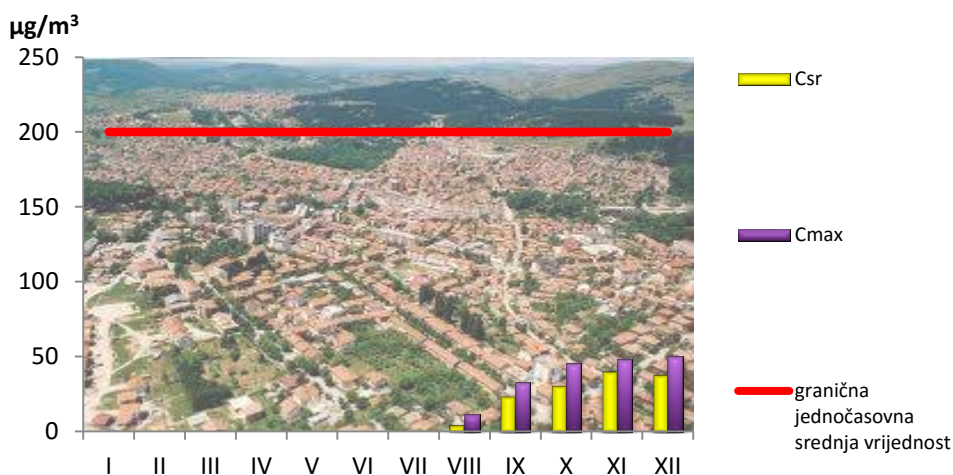 µg/m³
250
200
150
100
50
0
I II III IV V VI VII VIII IX X XI XII
Csr
Cmax
granična
jednočasovna
srednja vrijednost